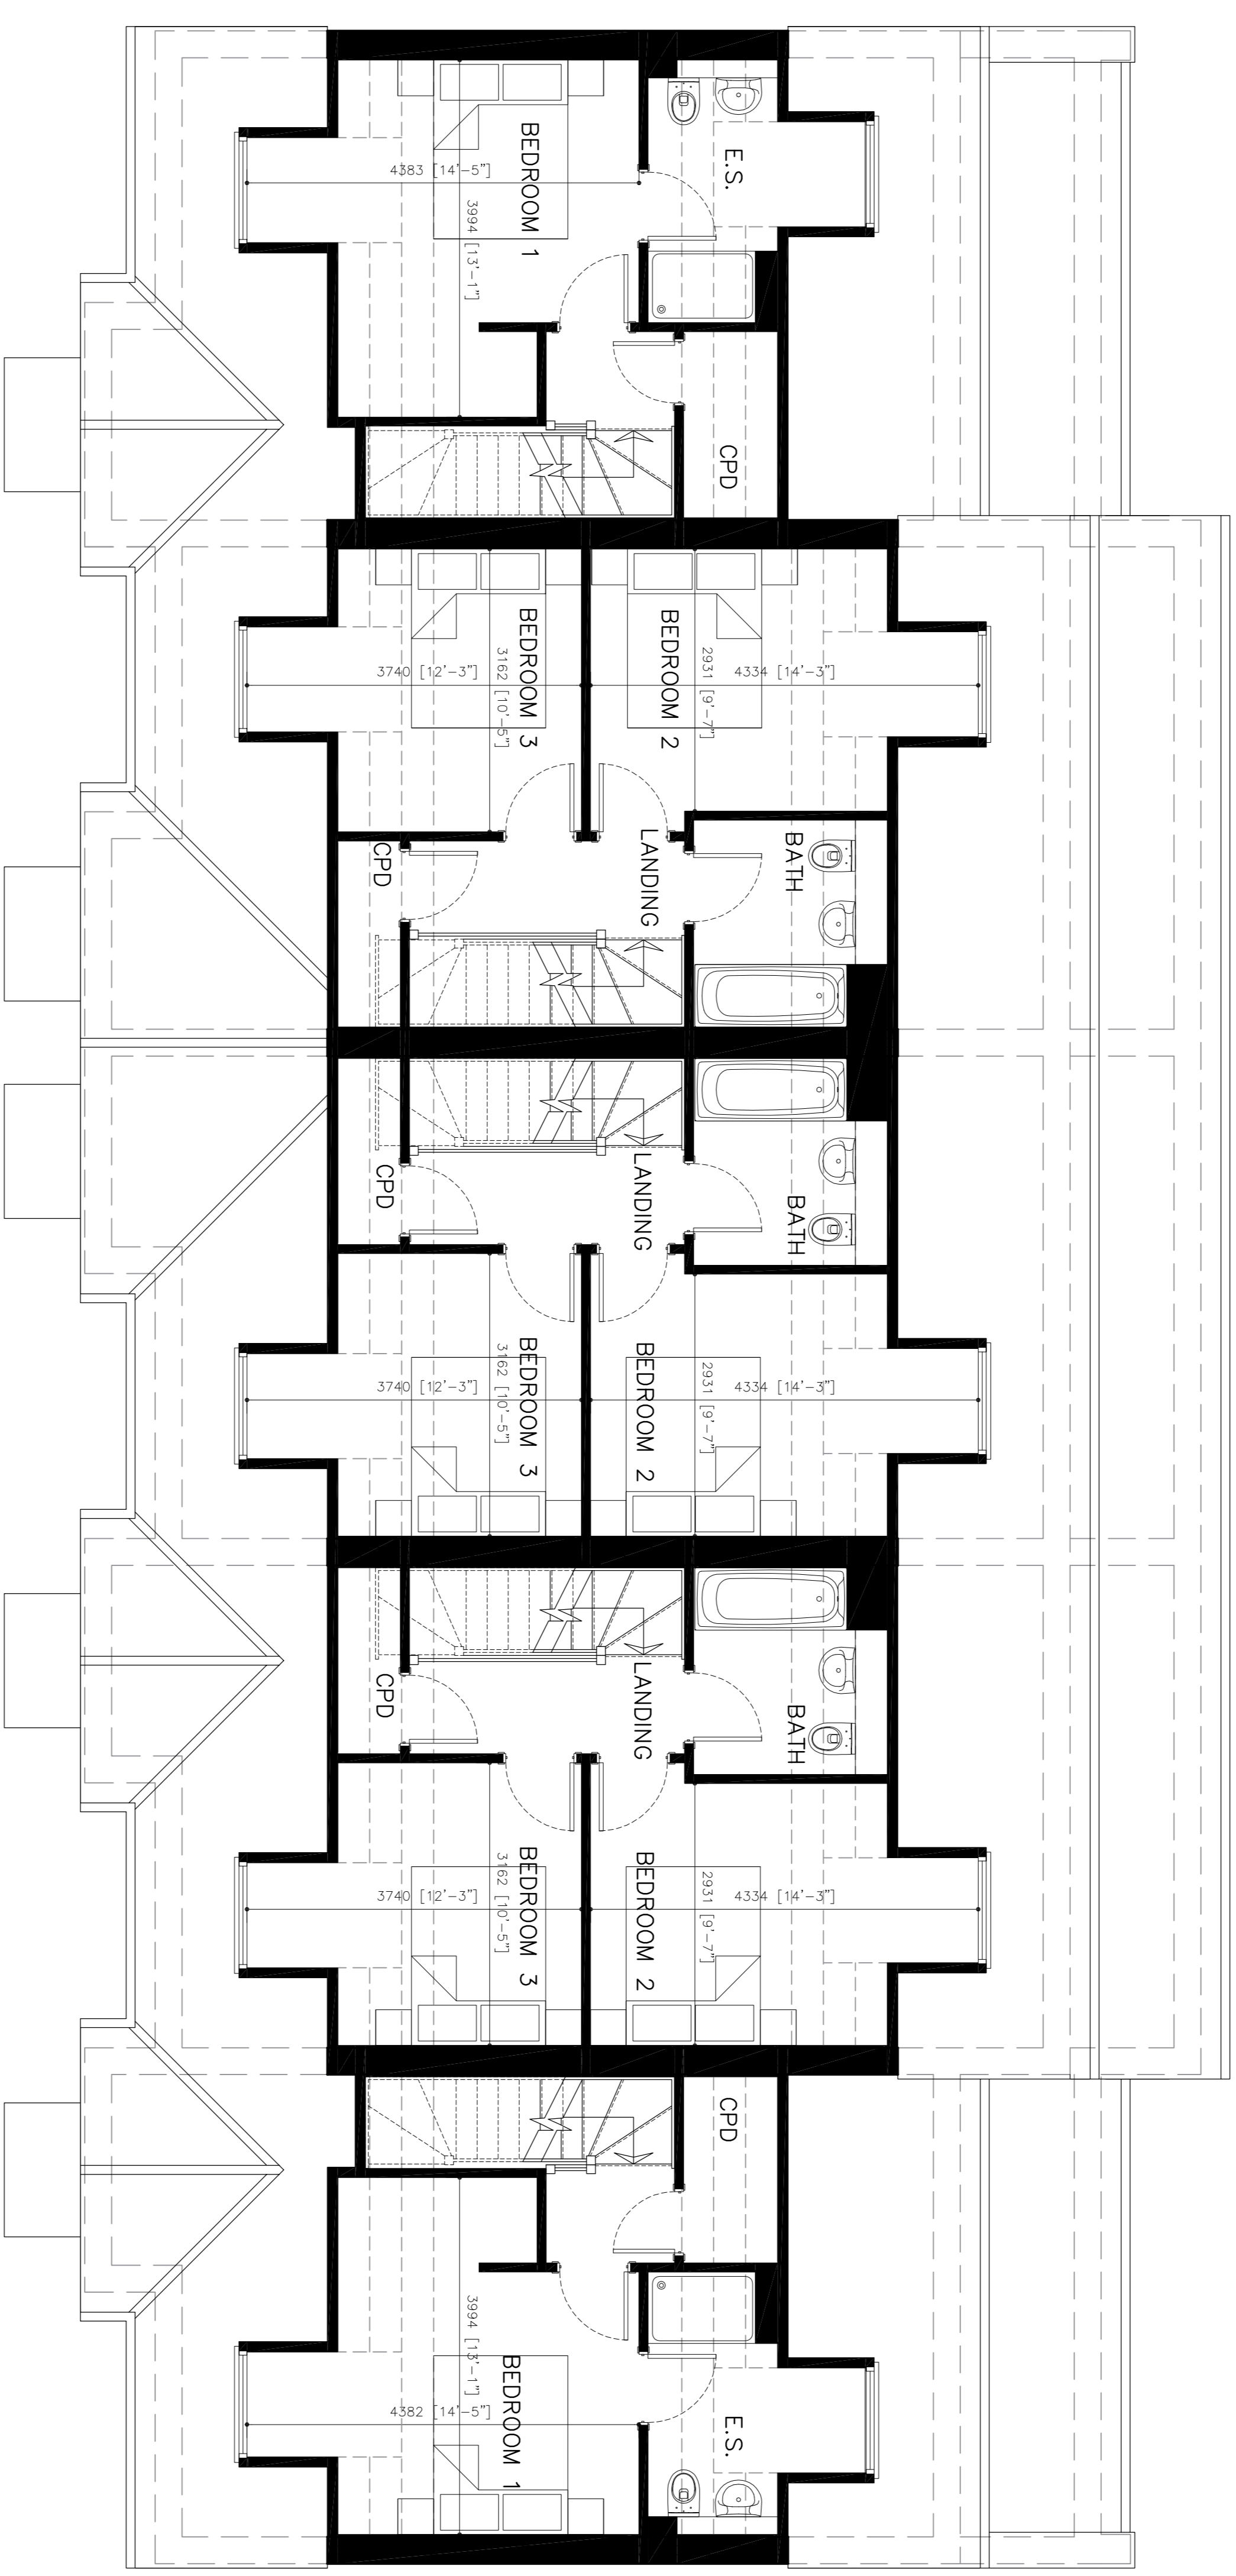 BEDROOM 1
E.S.
4383 [14'-5"]
3994 [13'-1"]
CPD
BEDROOM 3
BEDROOM 2
3740 [12'-3"]
3162 [10'-5"]
2931 [9'-7"]
4334 [14'-3"]
CPD
LANDING
BATH
CPD
LANDING
BATH
BEDROOM 3
BEDROOM 2
3740 [12'-3"]
3162 [10'-5"]
2931 [9'-7"]
4334 [14'-3"]
CPD
LANDING
BATH
BEDROOM 3
BEDROOM 2
3740 [12'-3"]
3162 [10'-5"]
2931 [9'-7"]
4334 [14'-3"]
CPD
3994 [13'-1"]
BEDROOM 1
4382 [14'-5"]
E.S.